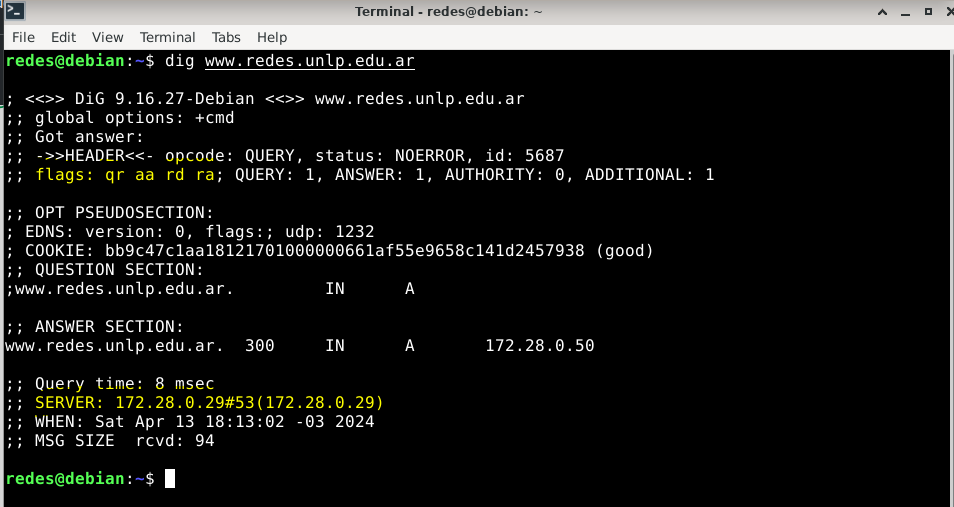 Terminal - redes@debian: ~
File Edit View Terminal Tabs Help
redes@debian:~$ dig www.redes.unlp.edu.ar
; <<>> DiG 9.16.27-Debian <<>> www.redes.unlp.edu.ar
;; global options: +cmd
;; Got answer:
;; ->>HEADER<<- opcode: QUERY, status: NOERROR, id: 5687
;; flags: qr aa rd ra; QUERY: 1, ANSWER: 1, AUTHORITY: 0, ADDITIONAL: 1
;; OPT PSEUDOSECTION:
; EDNS: version: 0, flags:; udp: 1232
; COOKIE: bb9c47c1aa18121701000000661af55e9658c141d2457938 (good)
;; QUESTION SECTION:
;www.redes.unlp.edu.ar. IN A
;; ANSWER SECTION:
www.redes.unlp.edu.ar. 300 IN A 172.28.0.50
;; Query time: 8 msec
;; SERVER: 172.28.0.29#53(172.28.0.29)
;; WHEN: Sat Apr 13 18:13:02 -03 2024
;; MSG SIZE rcvd: 94
redes@debian:~$